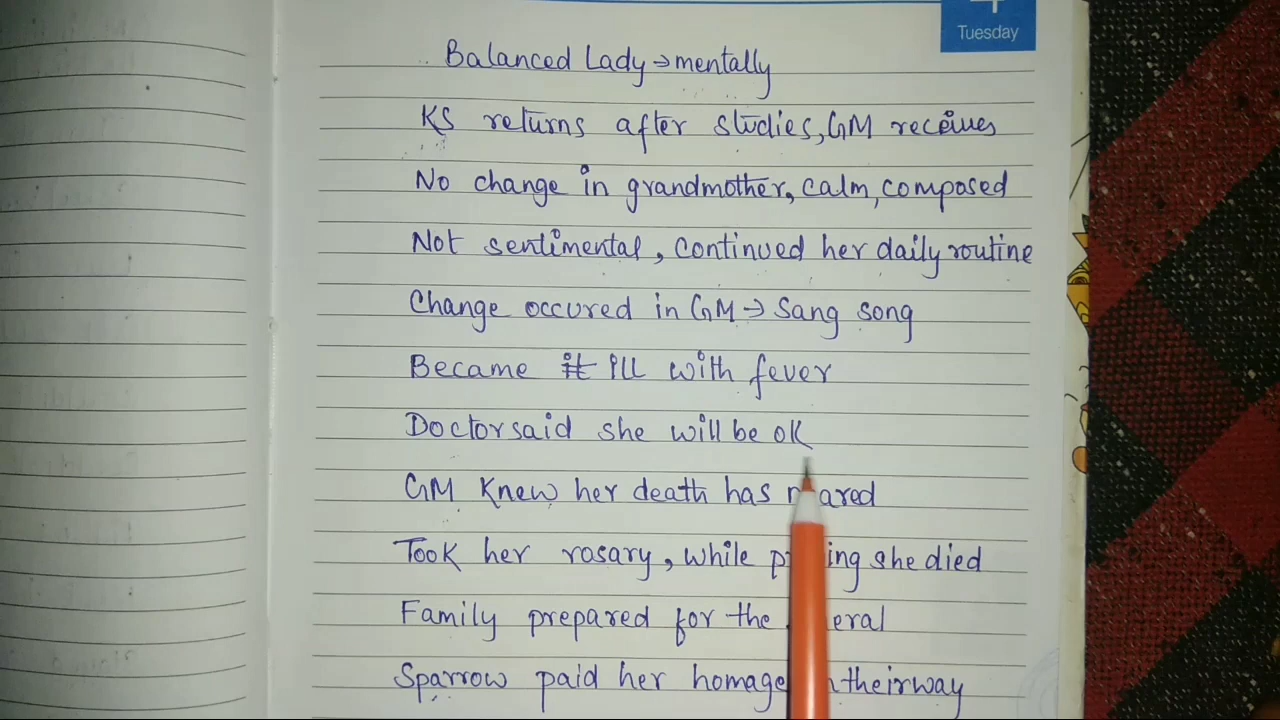 Tuesday
Balanced Lady → mentally
KS returns after studies, GM receives
No change in grandmother, calm, composed
Not sentimental, continued her daily routine
Change occured in GM → Sang song
Became it ill with fever
Doctor said she will be ok
GM knew her death has
Took her rosary, while she died
Family prepared for the
Sparrow paid her homage their way